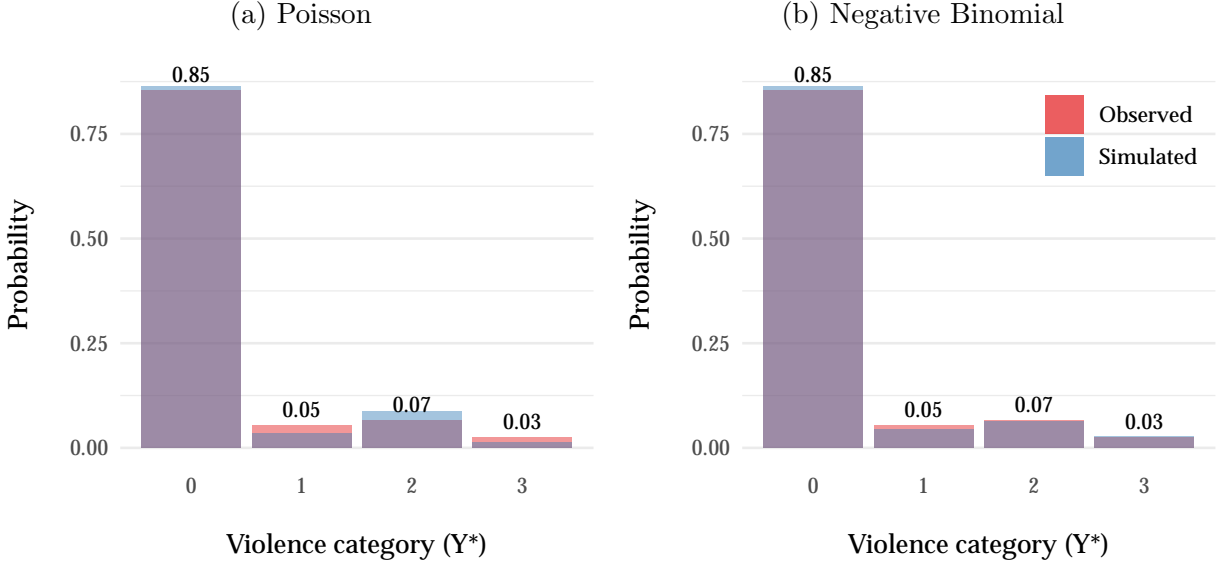 (a) Poisson
Probability
0.75
0.50
0.25
0.00
0.85
0.05
0.07
0.03
0 1 2 3
Violence category (Y*)
(b) Negative Binomial
Probability
0.75
0.50
0.25
0.00
0.85
0.05
0.07
0.03
Observed
Simulated
0 1 2 3
Violence category (Y*)